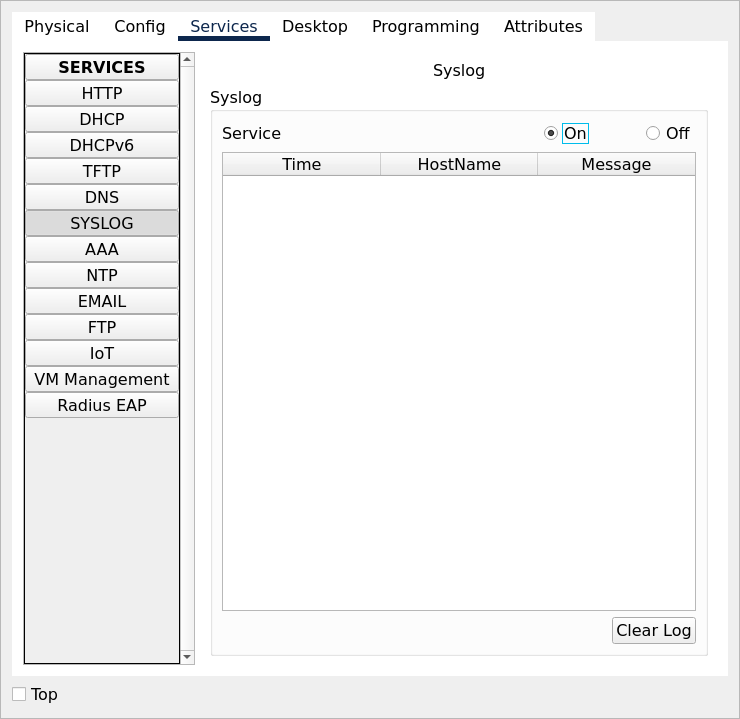 Physical Config Services Desktop Programming Attributes
SERVICES
HTTP
DHCP
DHCPv6
TFTP
DNS
SYSLOG
AAA
NTP
EMAIL
FTP
IoT
VM Management
Radius EAP
Syslog
Syslog
Service On Off
Time HostName Message
Clear Log
Top